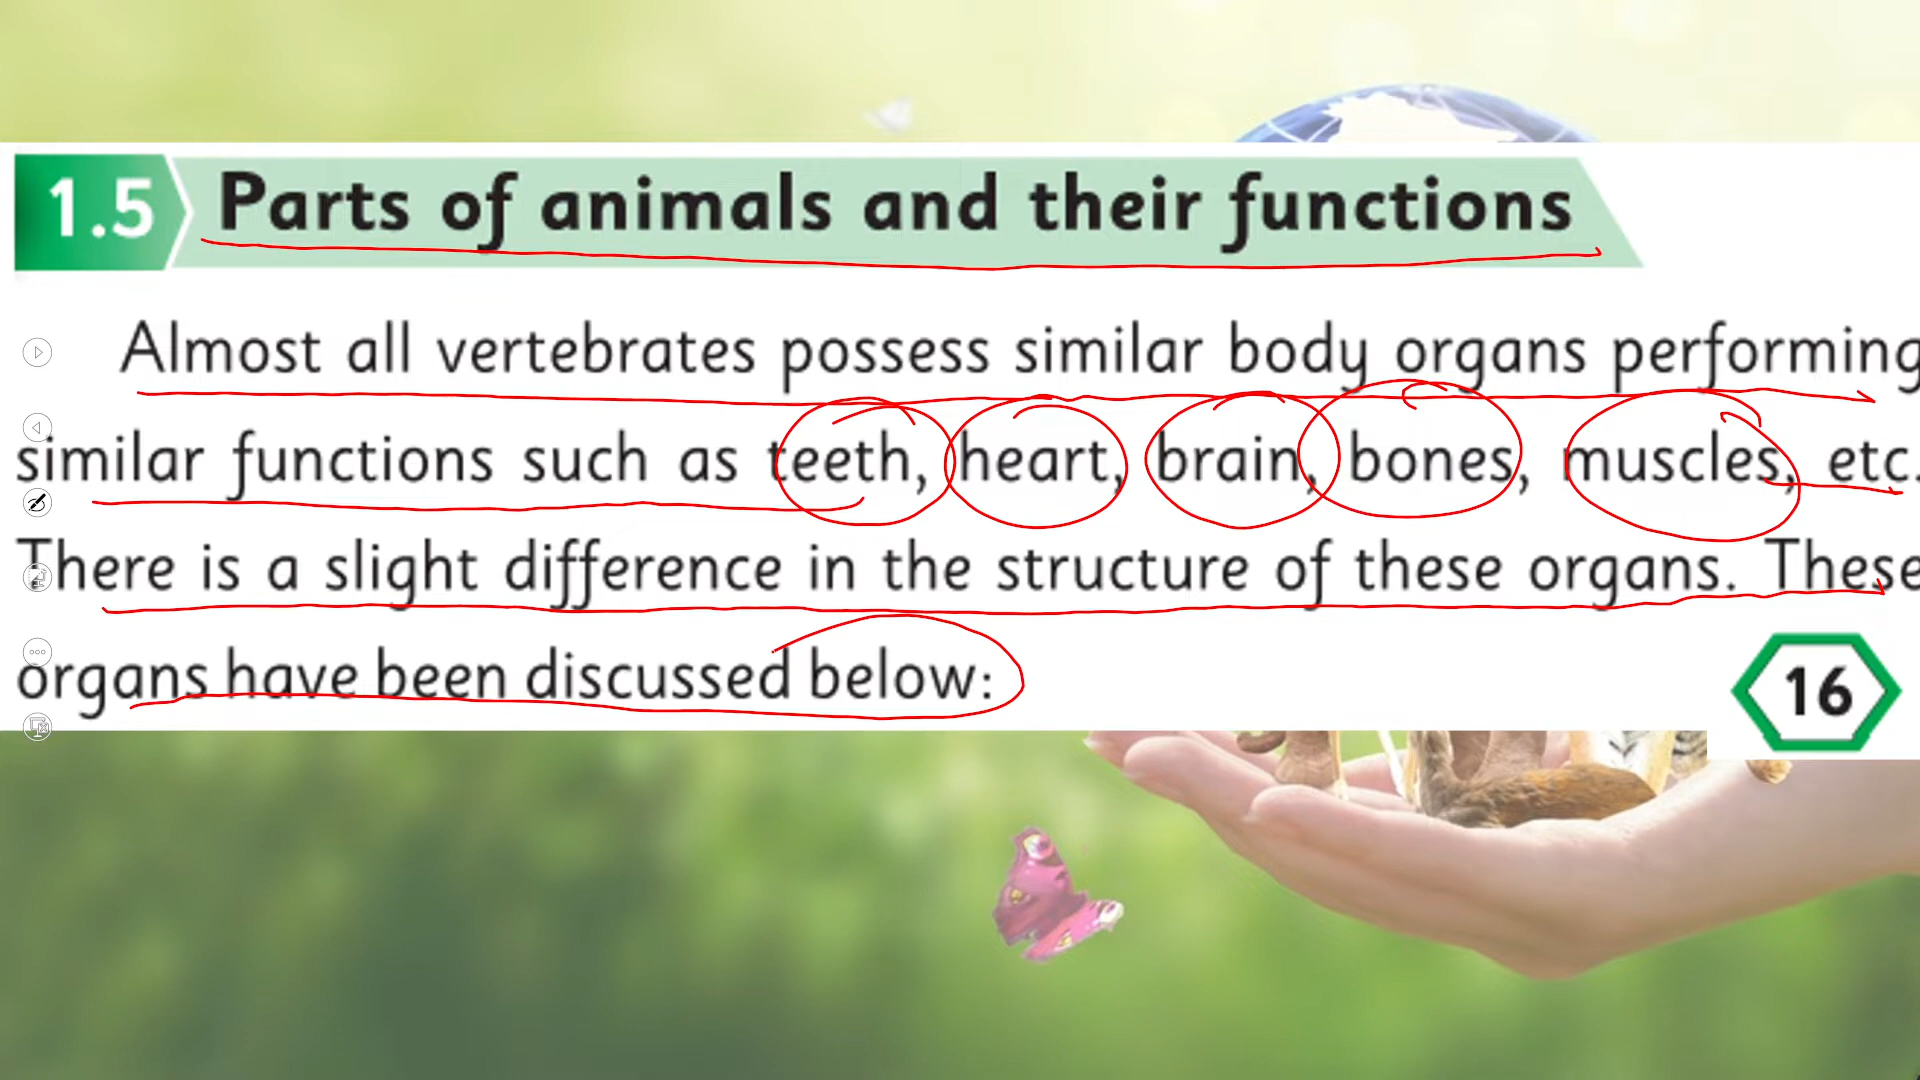 1.5 Parts of animals and their functions
Almost all vertebrates possess similar body organs performing
similar functions such as teeth, heart, brain, bones, muscles, etc.
There is a slight difference in the structure of these organs. These
organs have been discussed below:
16